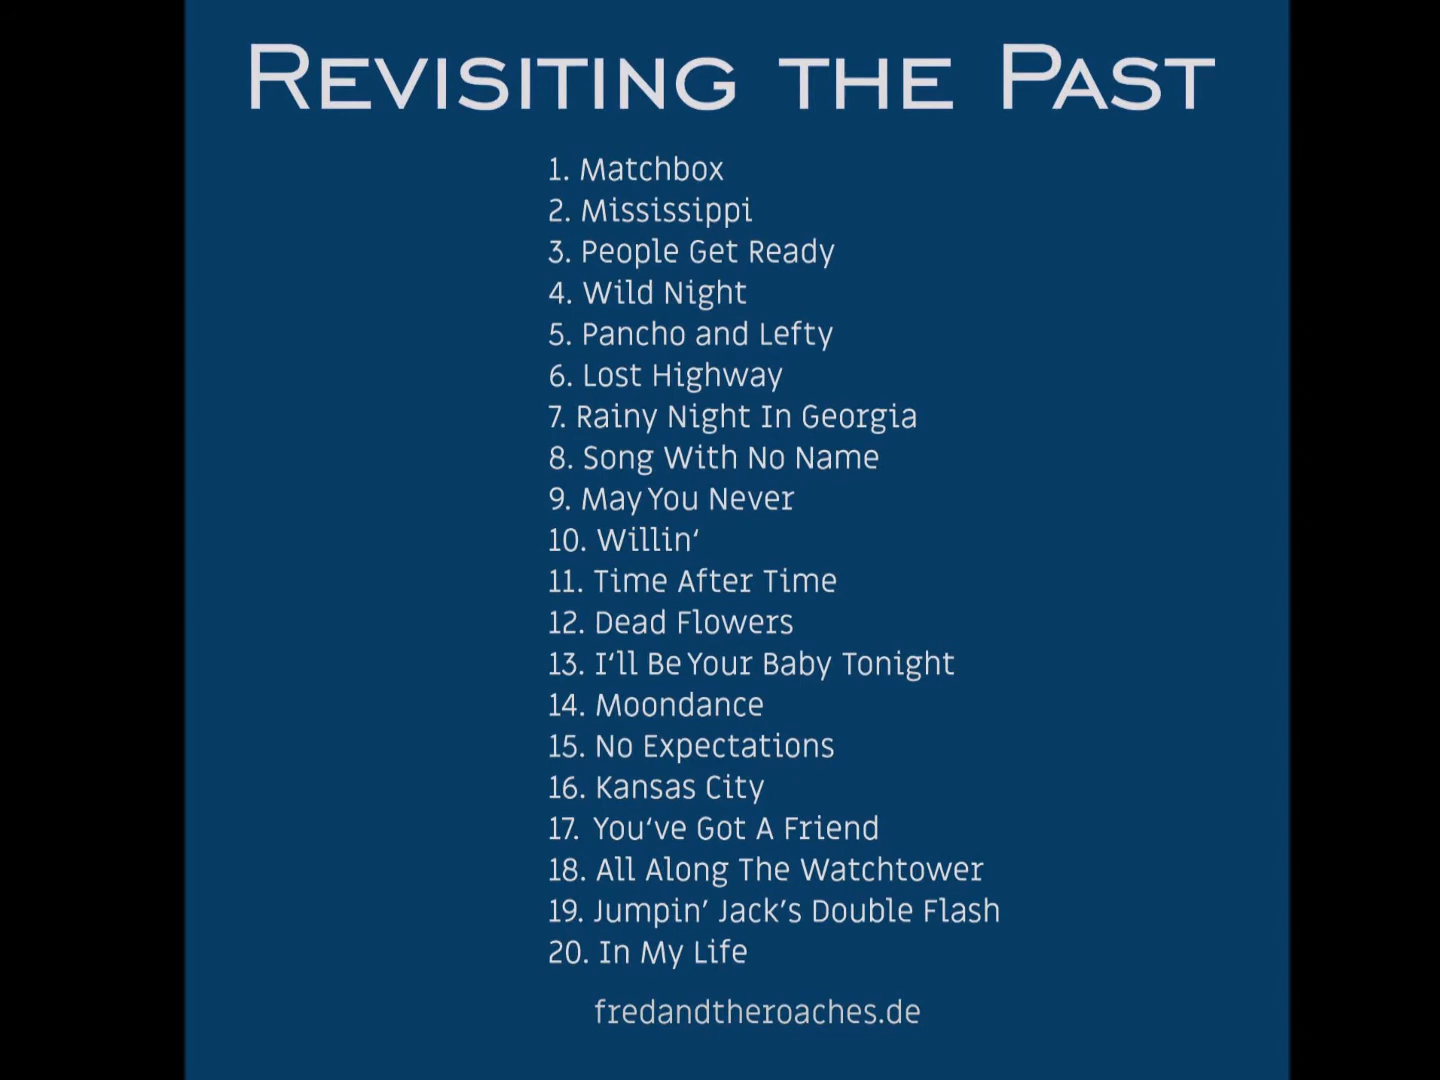 Revisiting the Past
1. Matchbox
2. Mississippi
3. People Get Ready
4. Wild Night
5. Pancho and Lefty
6. Lost Highway
7. Rainy Night In Georgia
8. Song With No Name
9. May You Never
10. Willin‘
11. Time After Time
12. Dead Flowers
13. I‘ll Be Your Baby Tonight
14. Moondance
15. No Expectations
16. Kansas City
17. You‘ve Got A Friend
18. All Along The Watchtower
19. Jumpin’ Jack’s Double Flash
20. In My Life
fredandtheroaches.de